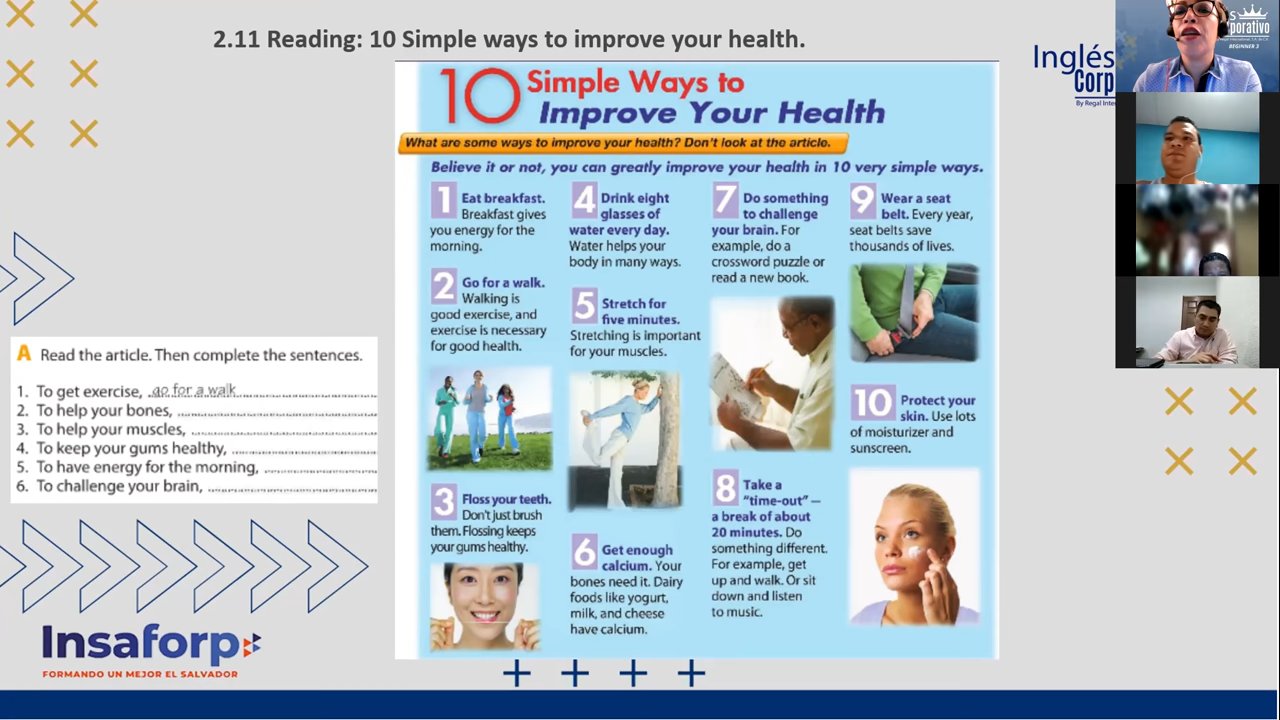 2.11 Reading: 10 Simple ways to improve your health.
10 Simple Ways to
Improve Your Health
What are some ways to improve your health? Don't look at the article.
Believe it or not, you can greatly improve your health in 10 very simple ways.
1 Eat breakfast.
Breakfast gives
you energy for the
morning.
2 Go for a walk.
Walking is
good exercise, and
exercise is necessary
for good health.
3 Floss your teeth.
Don't just brush
them. Flossing keeps
your gums healthy.
4 Drink eight
glasses of
water every day.
Water helps your
body in many ways.
5 Stretch for
five minutes.
Stretching is important
for your muscles.
6 Get enough
calcium. Your
bones need it. Dairy
foods like yogurt,
milk, and cheese
have calcium.
7 Do something
to challenge
your brain. For
example, do a
crossword puzzle or
read a new book.
8 Take a
"time-out" —
a break of about
20 minutes. Do
something different.
For example, get
up and walk. Or sit
down and listen
to music.
9 Wear a seat
belt. Every year,
seat belts save
thousands of lives.
10 Protect your
skin. Use lots
of moisturizer and
sunscreen.
A Read the article. Then complete the sentences.
1. To get exercise, go for a walk
2. To help your bones,
3. To help your muscles,
4. To keep your gums healthy,
5. To have energy for the morning,
6. To challenge your brain,
Insaforp
FORMANDO UN MEJOR EL SALVADOR
Inglés
Corp
By Regal Inter
porativo
BEGINNER 3